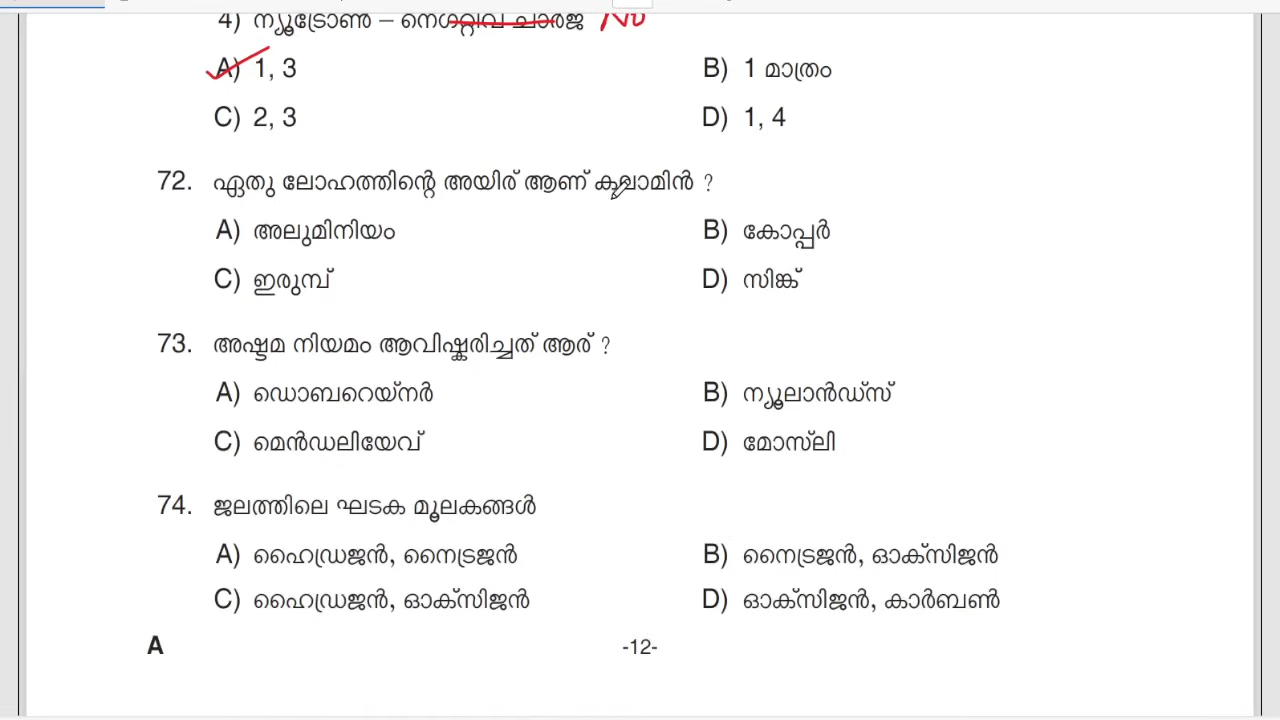 4) ന്യൂട്രോൺ – നെഗറ്റീവ് ചാർജ് No
A) 1, 3
B) 1 മാത്രം
C) 2, 3
D) 1, 4
72. ഏതു ലോഹത്തിന്റെ അയിര് ആണ് കലാമിൻ ?
A) അലുമിനിയം
B) കോപ്പർ
C) ഇരുമ്പ്
D) സിങ്ക്
73. അഷ്ടമ നിയമം ആവിഷ്കരിച്ചത് ആര് ?
A) ഡൊബറെയ്നർ
B) ന്യൂലാൻഡ്സ്
C) മെൻഡലിയേവ്
D) മോസ്‌ലി
74. ജലത്തിലെ ഘടക മൂലകങ്ങൾ
A) ഹൈഡ്രജൻ, നൈട്രജൻ
B) നൈട്രജൻ, ഓക്സിജൻ
C) ഹൈഡ്രജൻ, ഓക്സിജൻ
D) ഓക്സിജൻ, കാർബൺ
A
-12-